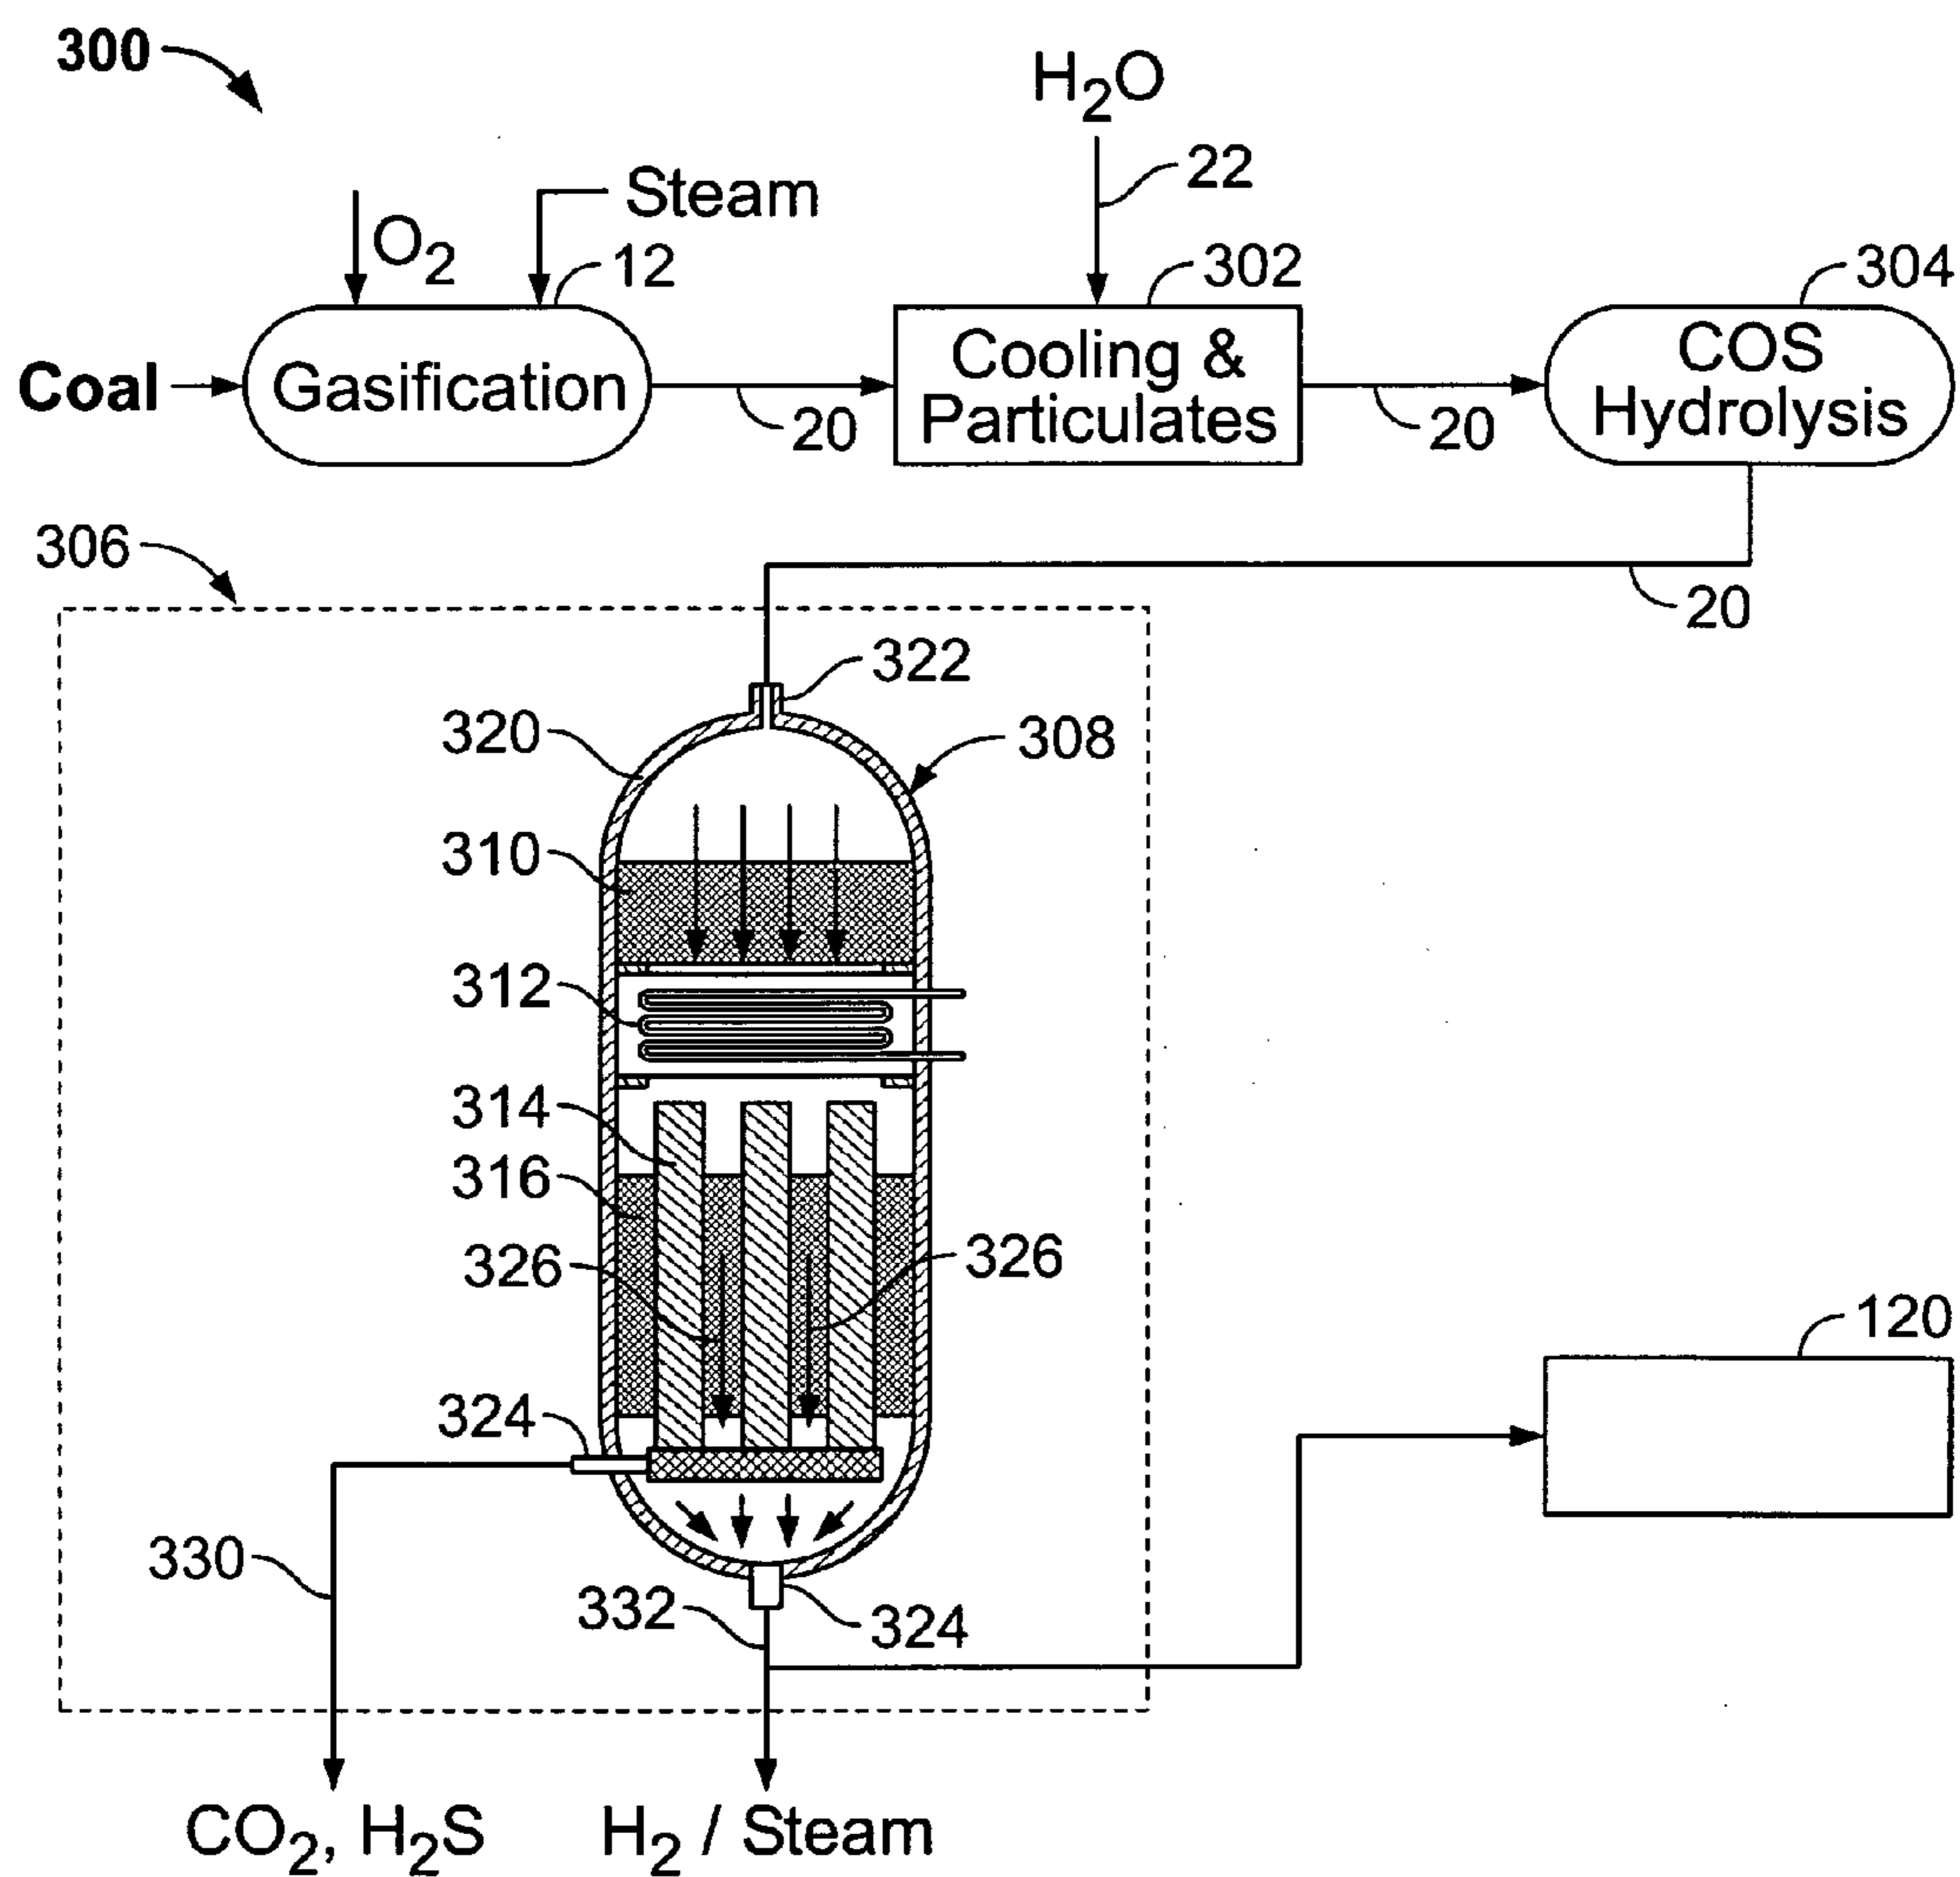 300
H2O
22
Steam
O2
12
302
304
Coal
Gasification
20
Cooling &
Particulates
20
COS
Hydrolysis
306
20
322
320
308
310
312
314
316
326
326
120
324
330
332
324
CO2, H2S
H2 / Steam